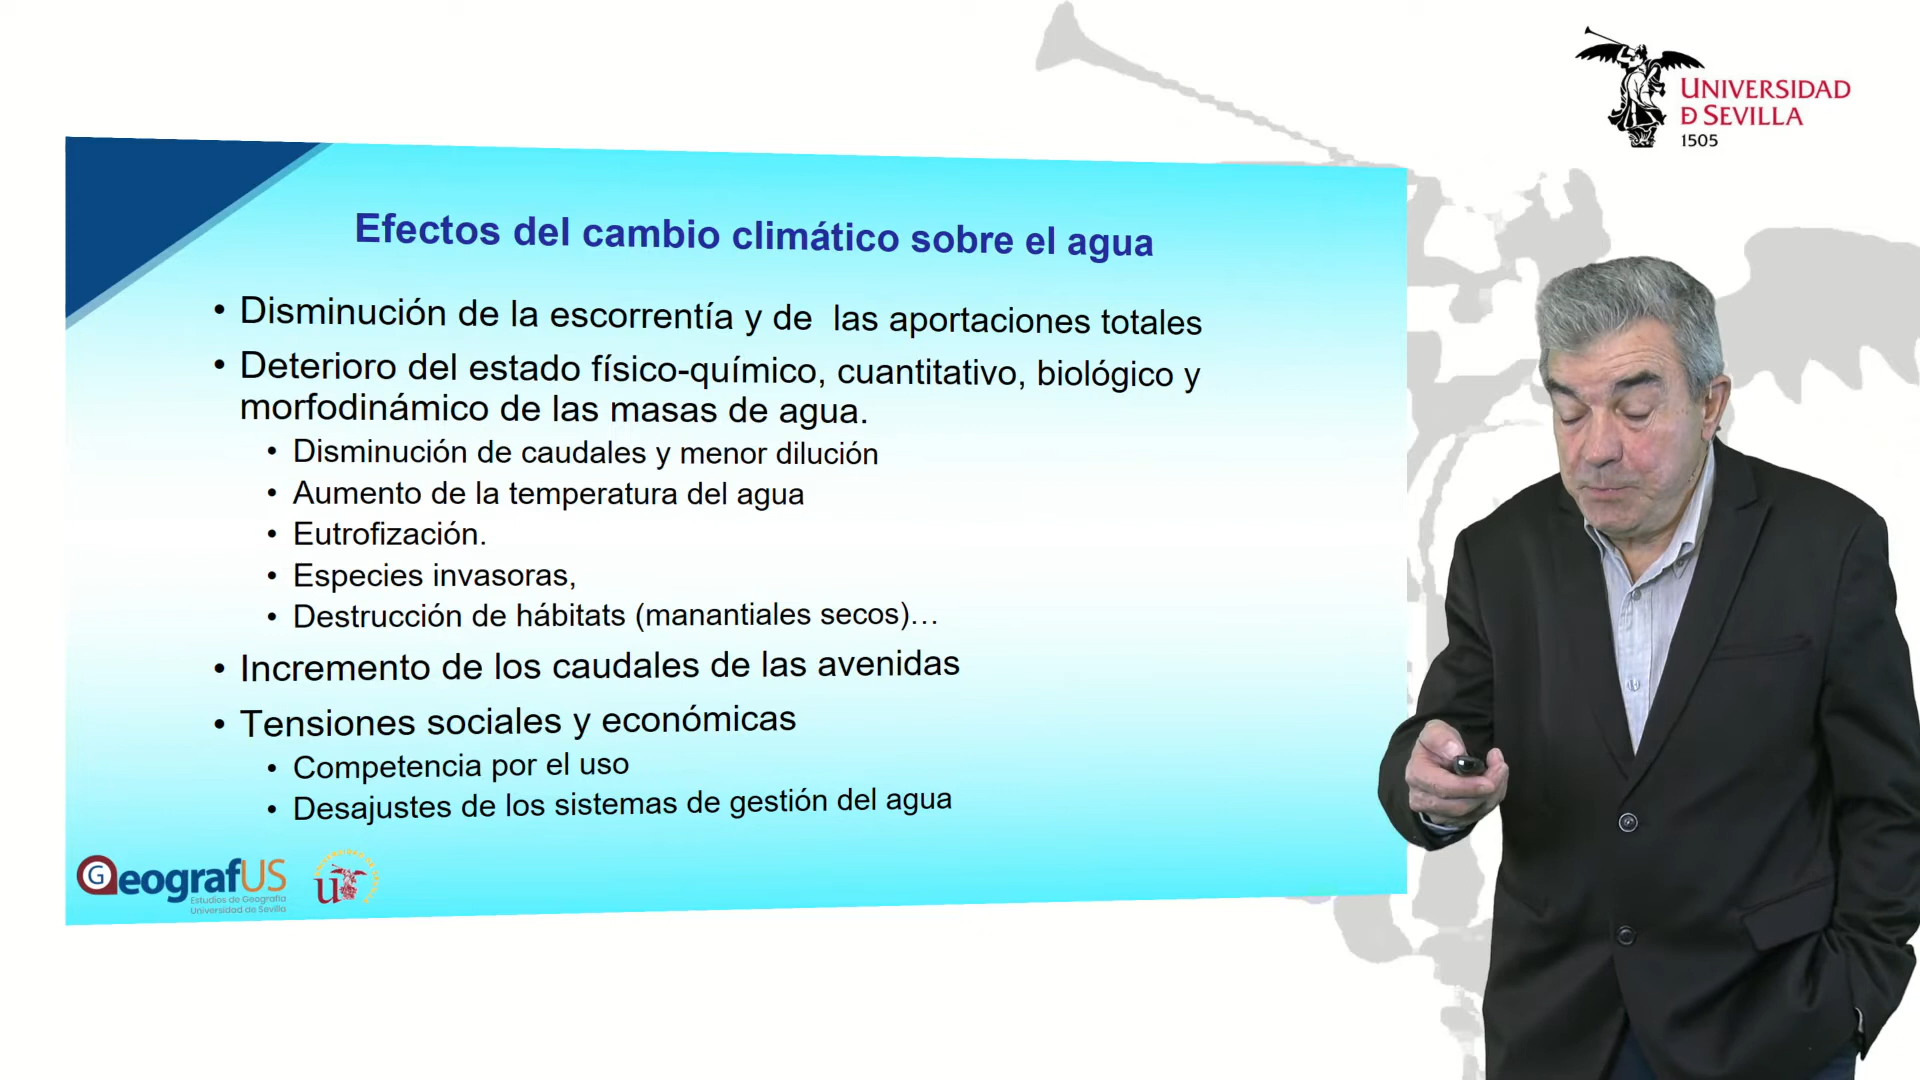 UNIVERSIDAD
D SEVILLA
1505
Efectos del cambio climático sobre el agua
• Disminución de la escorrentía y de las aportaciones totales
• Deterioro del estado físico-químico, cuantitativo, biológico y
morfodinámico de las masas de agua.
• Disminución de caudales y menor dilución
• Aumento de la temperatura del agua
• Eutrofización.
• Especies invasoras,
• Destrucción de hábitats (manantiales secos)…
• Incremento de los caudales de las avenidas
• Tensiones sociales y económicas
• Competencia por el uso
• Desajustes de los sistemas de gestión del agua
GeografUS
Estudios de Geografía
Universidad de Sevilla